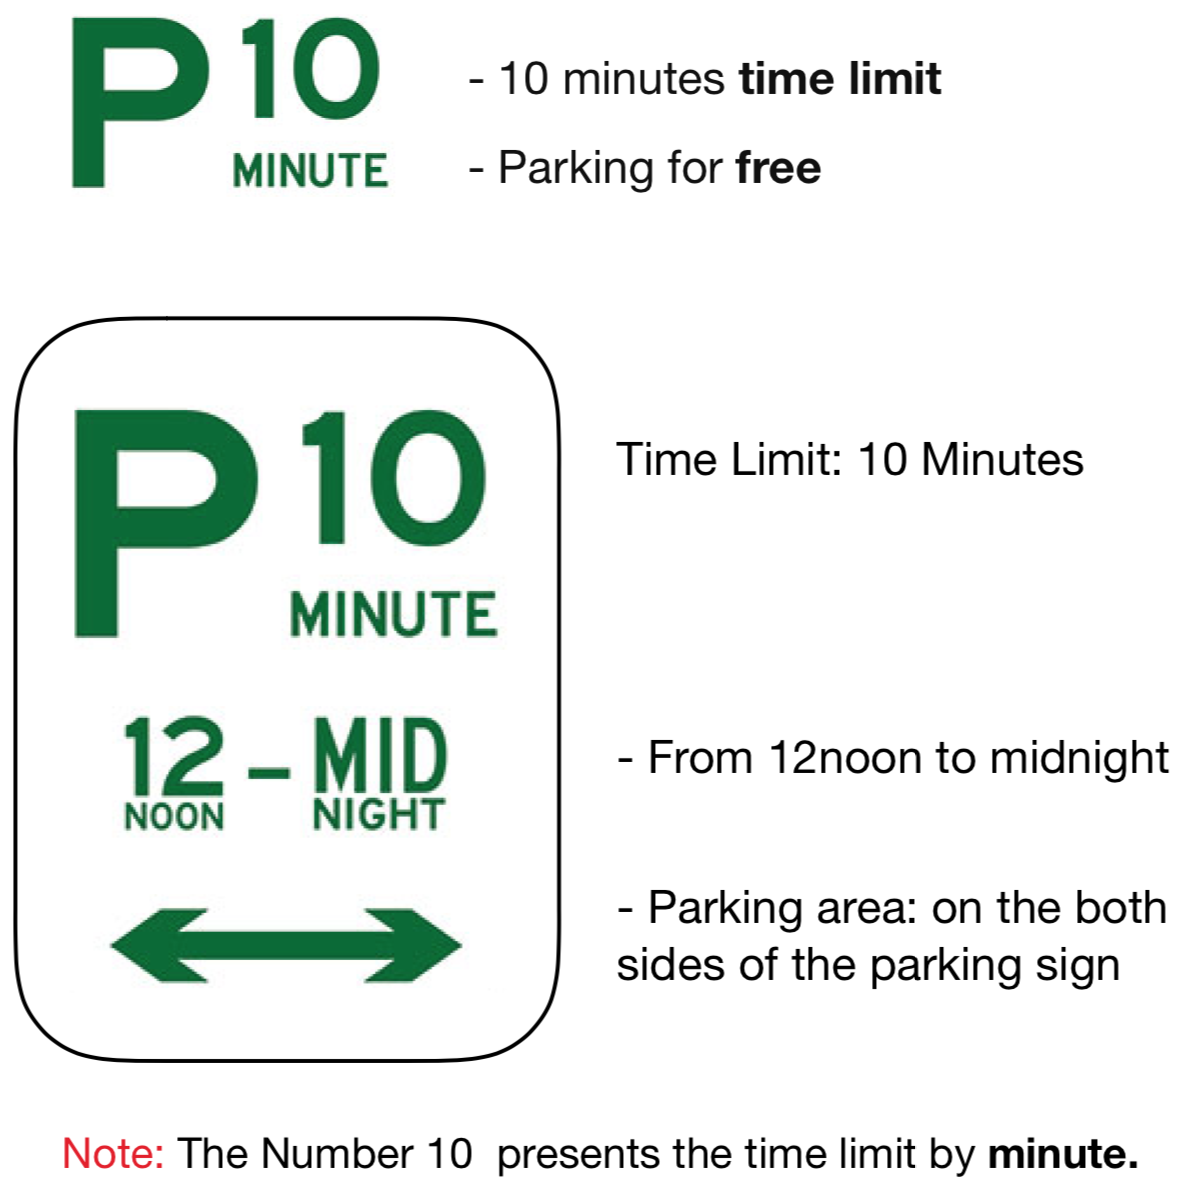 P 10
MINUTE
- 10 minutes time limit
- Parking for free
P 10
MINUTE
Time Limit: 10 Minutes
12 – MID
NOON NIGHT
- From 12noon to midnight
- Parking area: on the both
sides of the parking sign
Note: The Number 10 presents the time limit by minute.